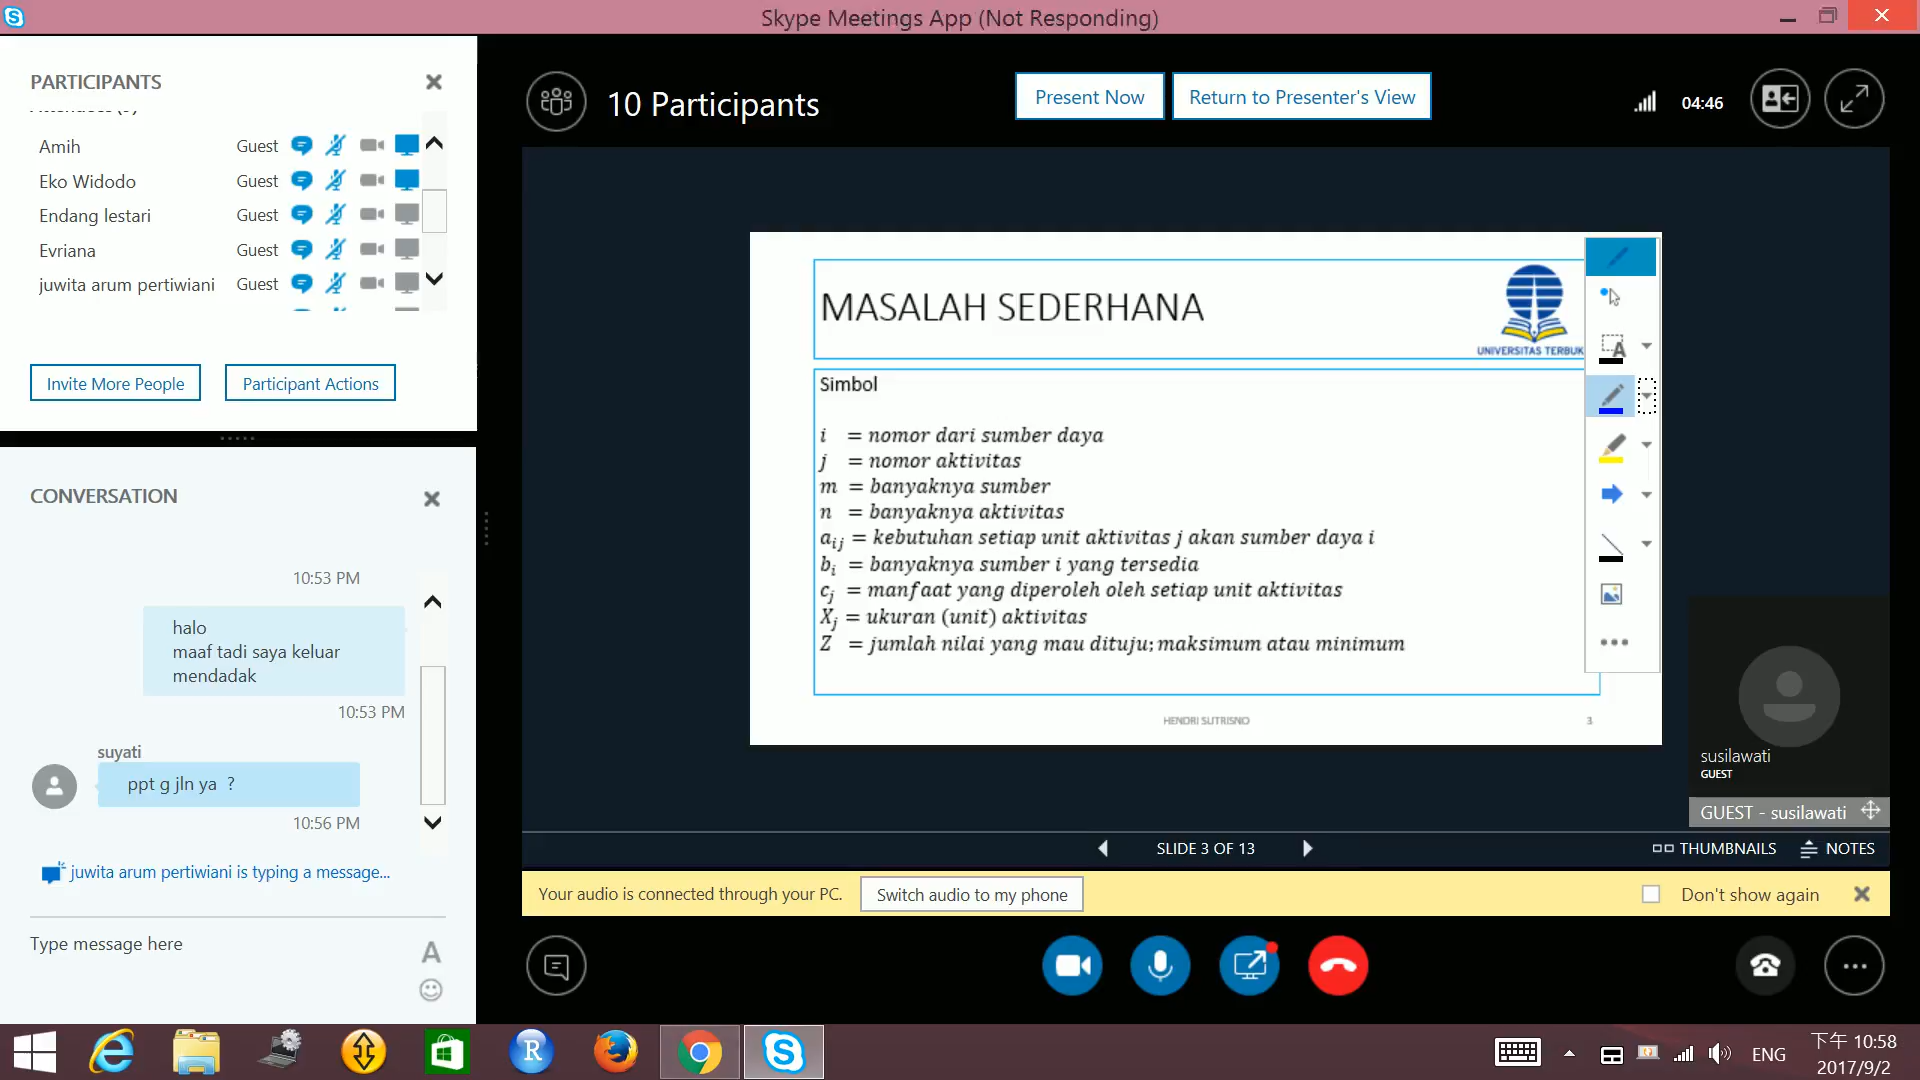 Skype Meetings App (Not Responding)
PARTICIPANTS
Amih Guest
Eko Widodo Guest
Endang lestari Guest
Evriana Guest
juwita arum pertiwiani Guest
Invite More People
Participant Actions
CONVERSATION
10:53 PM
halo
maaf tadi saya keluar
mendadak
10:53 PM
suyati
ppt g jln ya ?
10:56 PM
juwita arum pertiwiani is typing a message...
Type message here
A
10 Participants
Present Now
Return to Presenter's View
04:46
MASALAH SEDERHANA
UNIVERSITAS TERBUK
Simbol
i = nomor dari sumber daya
j = nomor aktivitas
m = banyaknya sumber
n = banyaknya aktivitas
a_ij = kebutuhan setiap unit aktivitas j akan sumber daya i
b_i = banyaknya sumber i yang tersedia
c_j = manfaat yang diperoleh oleh setiap unit aktivitas
X_j = ukuran (unit) aktivitas
Z = jumlah nilai yang mau dituju; maksimum atau minimum
HENDRI SUTRISNO
3
A
susilawati
GUEST
GUEST - susilawati
SLIDE 3 OF 13
THUMBNAILS
NOTES
Your audio is connected through your PC.
Switch audio to my phone
Don't show again
R
S
ENG
下午 10:58
2017/9/2